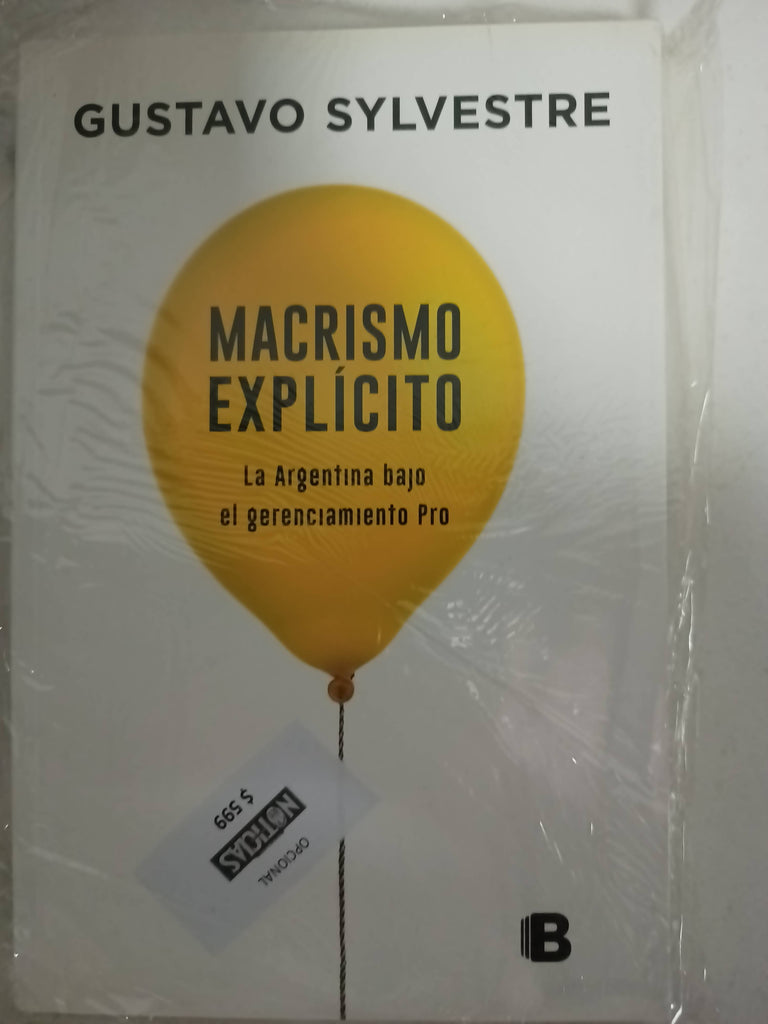 GUSTAVO SYLVESTRE
MACRISMO
EXPLÍCITO
La Argentina bajo
el gerenciamiento Pro
OPCIONAL
NOTICIAS
$ 599
B